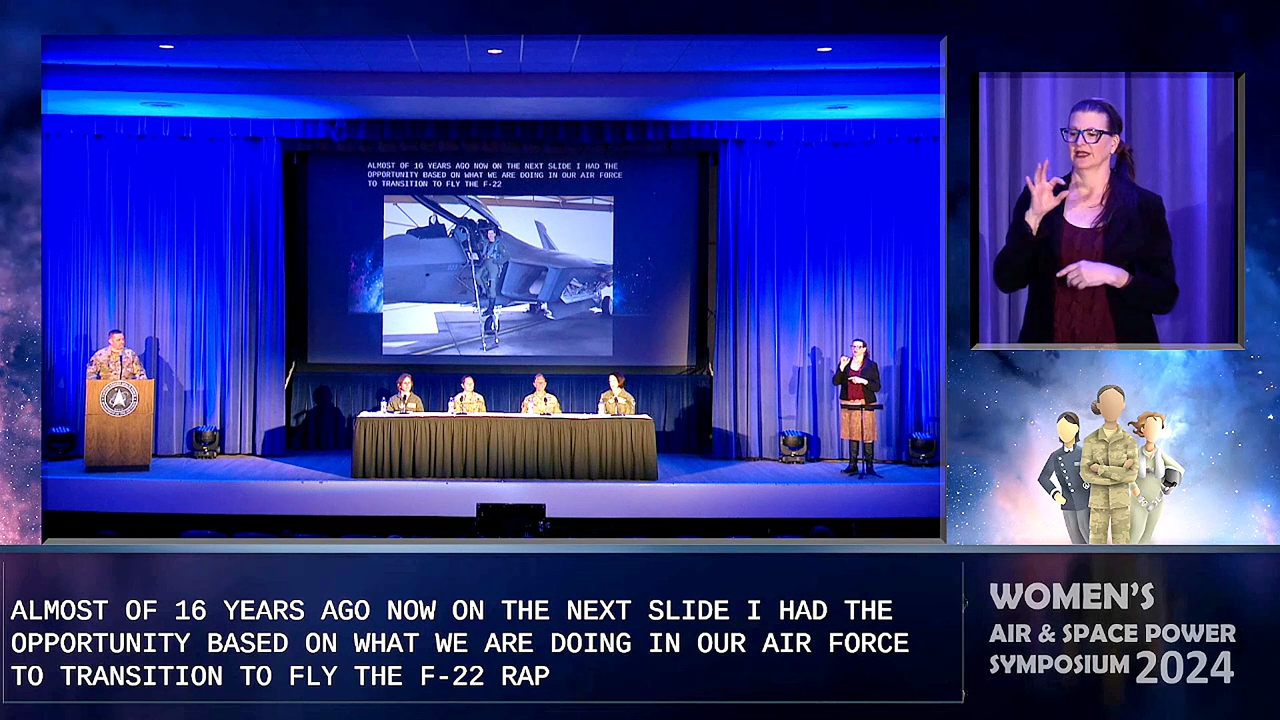 ALMOST OF 16 YEARS AGO NOW ON THE NEXT SLIDE I HAD THE
OPPORTUNITY BASED ON WHAT WE ARE DOING IN OUR AIR FORCE
TO TRANSITION TO FLY THE F-22
ALMOST OF 16 YEARS AGO NOW ON THE NEXT SLIDE I HAD THE
OPPORTUNITY BASED ON WHAT WE ARE DOING IN OUR AIR FORCE
TO TRANSITION TO FLY THE F-22 RAP
WOMEN'S
AIR & SPACE POWER
SYMPOSIUM 2024